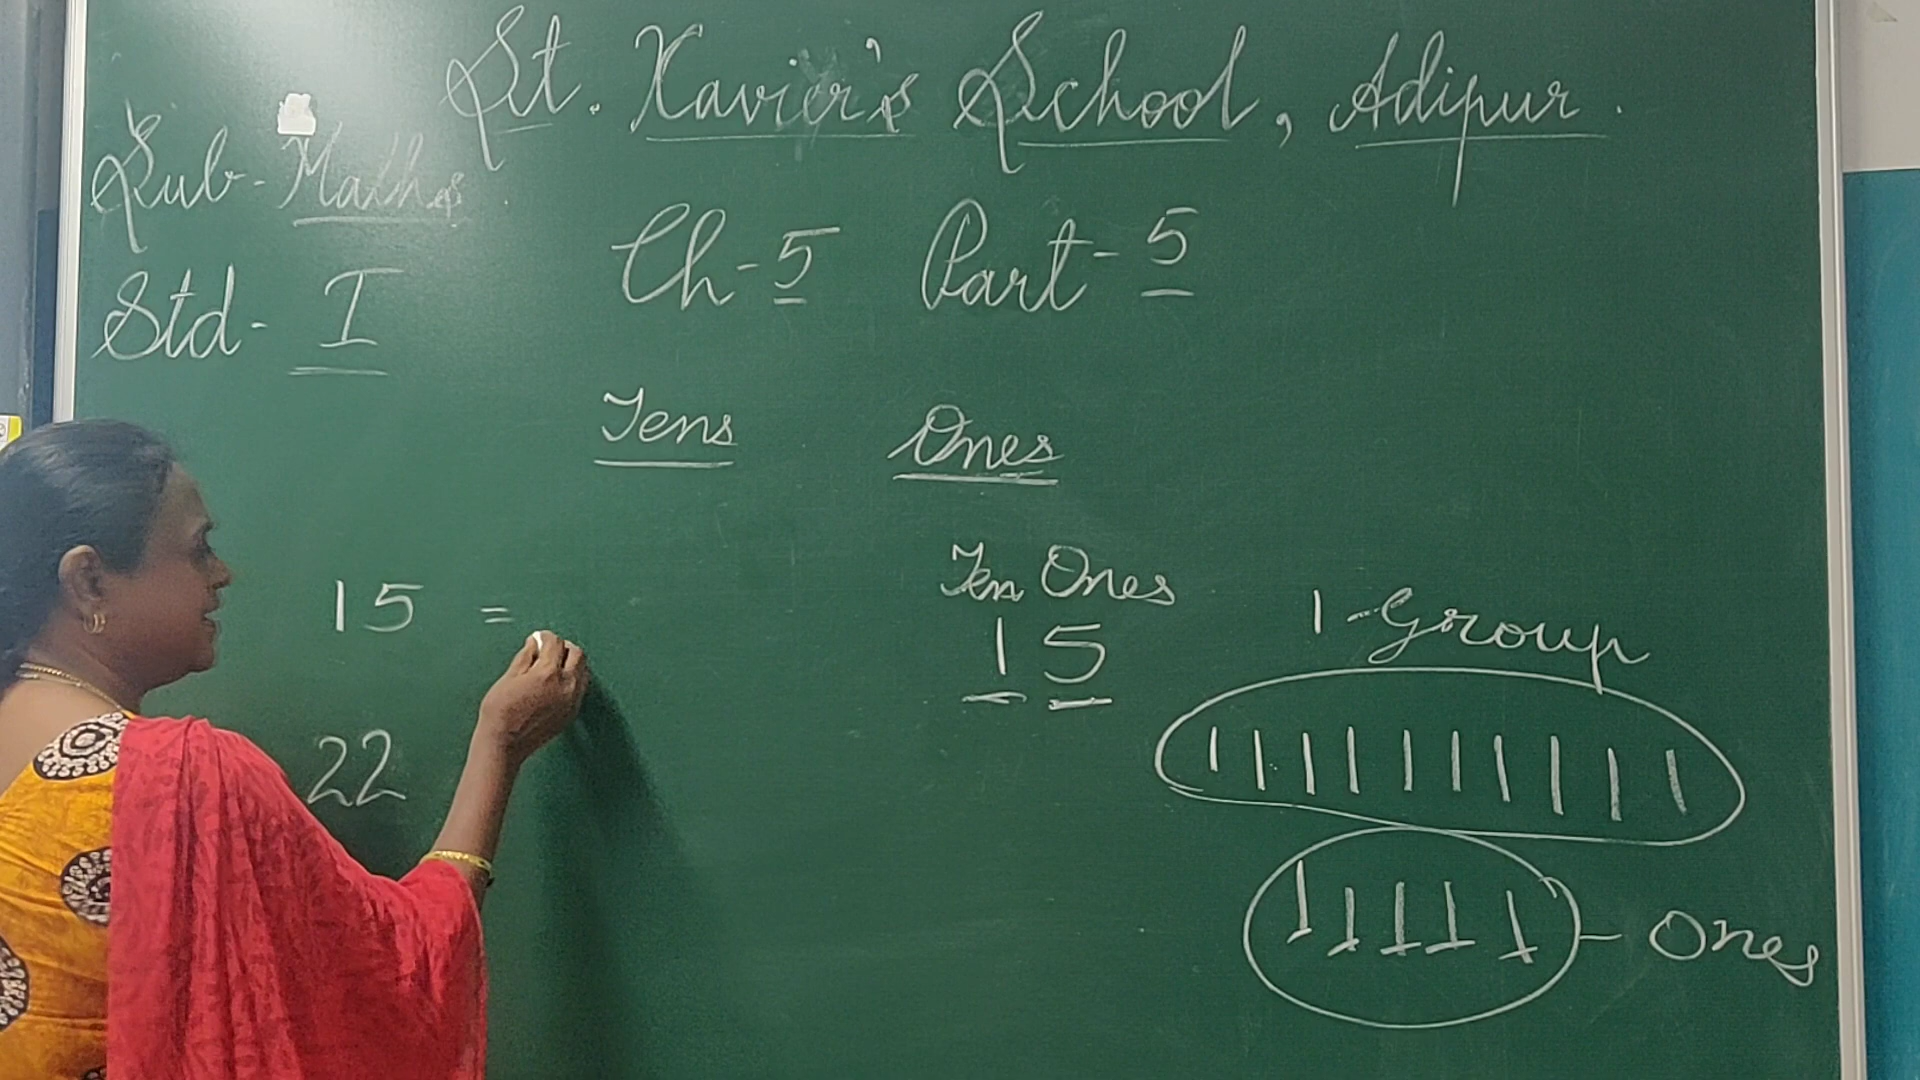 St. Xavier's School, Adipur.
Sub - Maths
Ch - 5 Part - 5
Std - I
Tens Ones
Ten Ones
15 = 15
1 - Group
22
- Ones